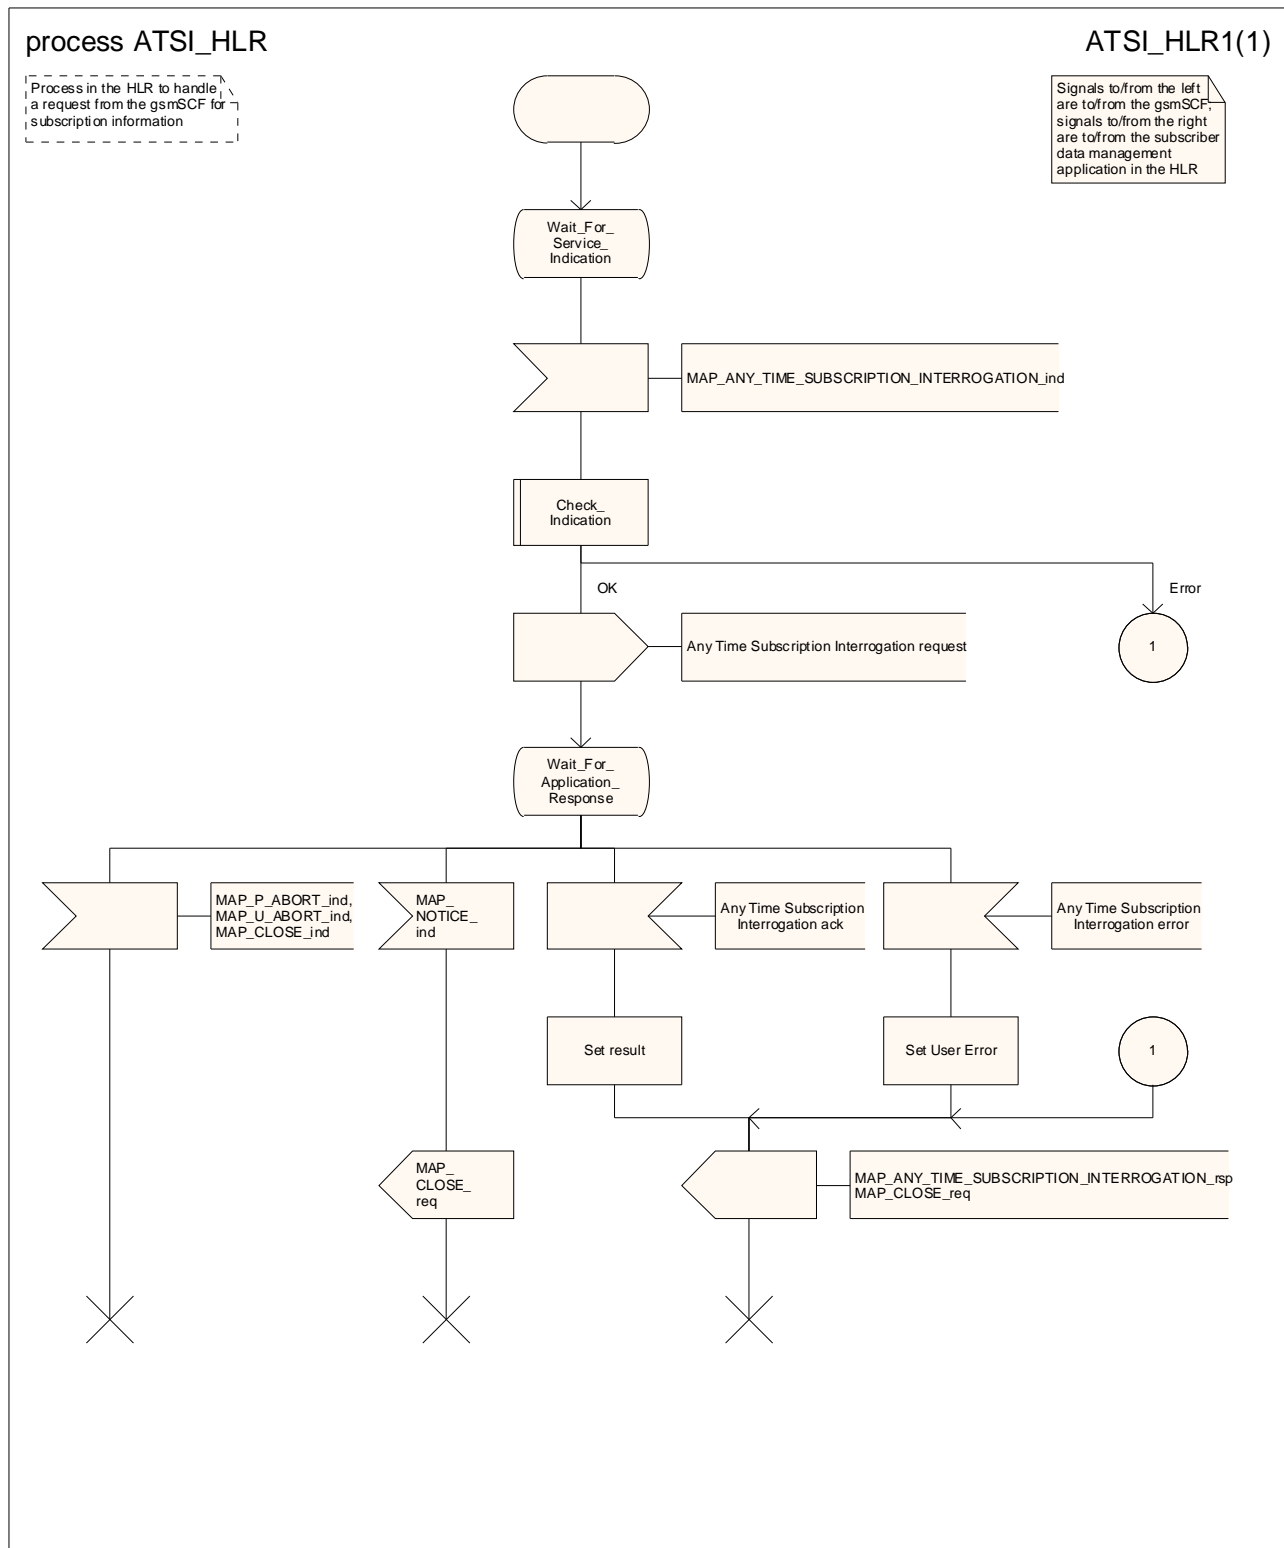 process ATSI_HLR
ATSI_HLR1(1)
Process in the HLR to handle
a request from the gsmSCF for
subscription information
Signals to/from the left
are to/from the gsmSCF;
signals to/from the right
are to/from the subscriber
data management
application in the HLR
Wait_For_
Service_
Indication
MAP_ANY_TIME_SUBSCRIPTION_INTERROGATION_ind
Check_
Indication
OK
Error
Any Time Subscription Interrogation request
1
Wait_For_
Application_
Response
MAP_P_ABORT_ind,
MAP_U_ABORT_ind,
MAP_CLOSE_ind
MAP_
NOTICE_
ind
Any Time Subscription
Interrogation ack
Any Time Subscription
Interrogation error
Set result
Set User Error
1
MAP_
CLOSE_
req
MAP_ANY_TIME_SUBSCRIPTION_INTERROGATION_rsp
MAP_CLOSE_req